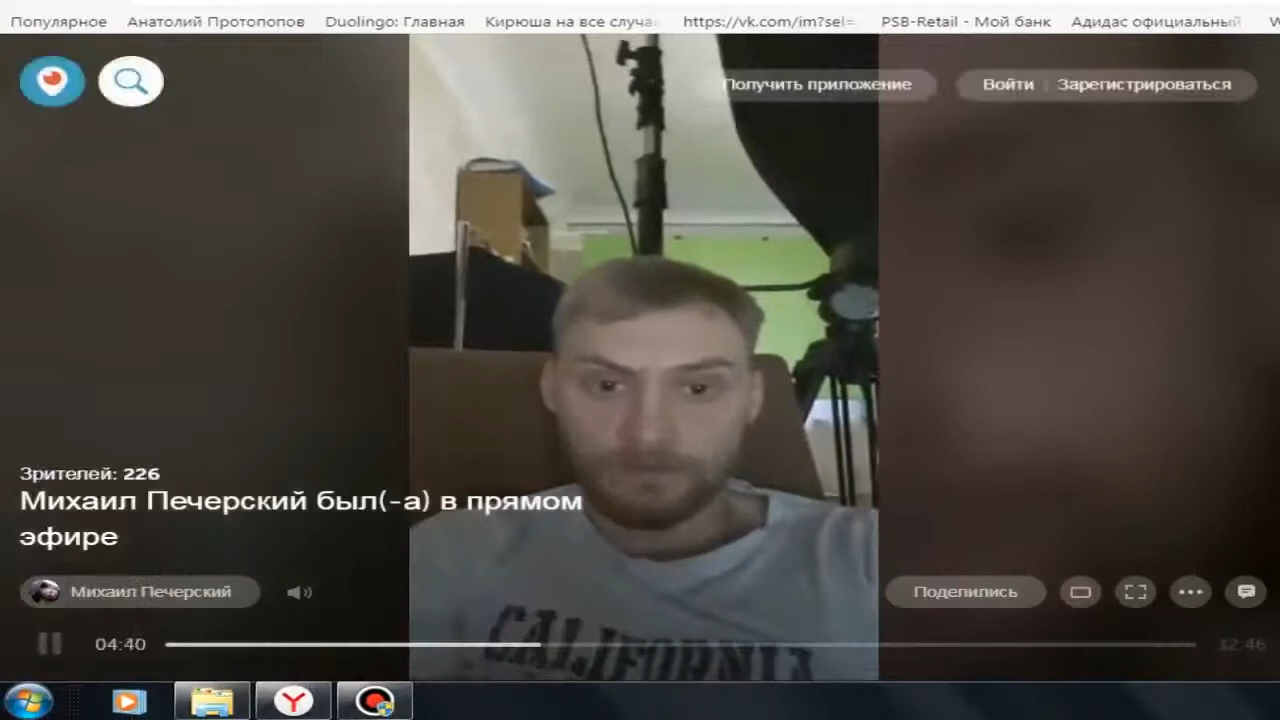 Популярное Анатолий Протопопов Duolingo: Главная Кирюша на все случа https://vk.com/im?sel= PSB-Retail - Мой банк Адидас официальный
Получить приложение Войти Зарегистрироваться
Зрителей: 226
Михаил Печерский был(-а) в прямом
эфире
Михаил Печерский Поделились
04:40 12:46
CALIFORNIA